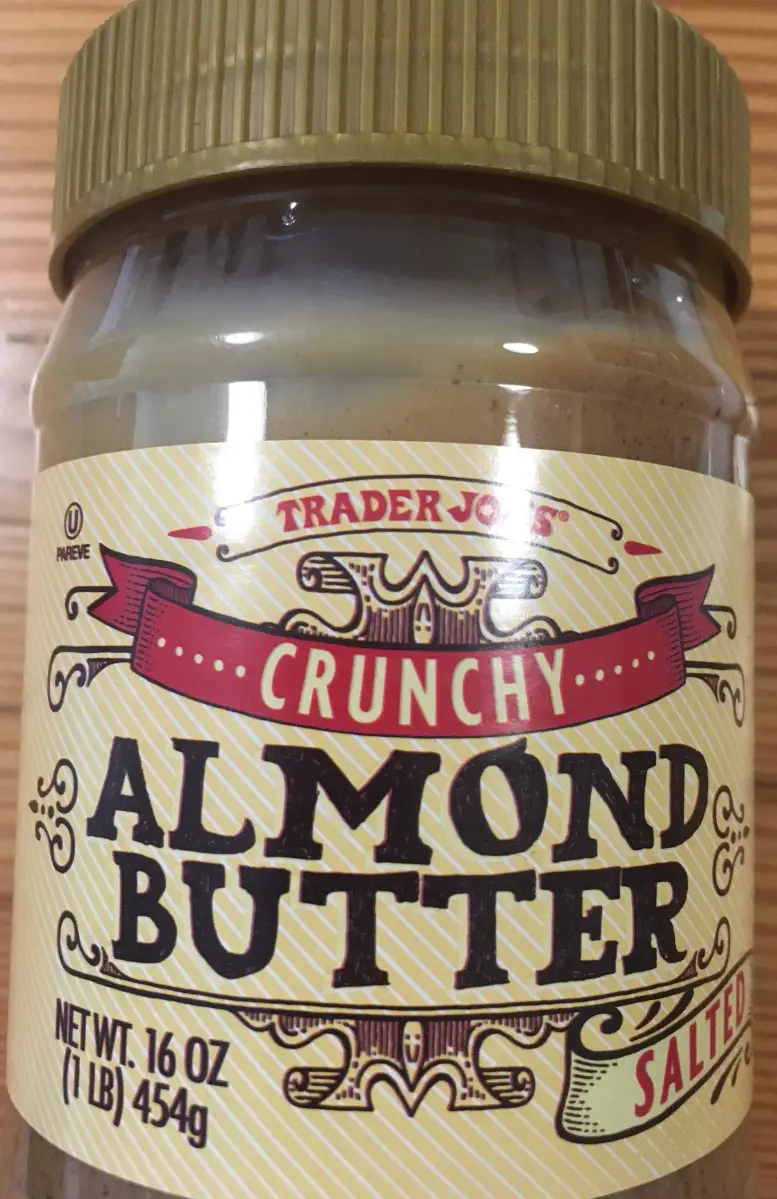 TRADER JOE'S®
U
PAREVE
CRUNCHY
ALMOND
BUTTER
NET WT. 16 OZ
(1 LB) 454g
SALTED